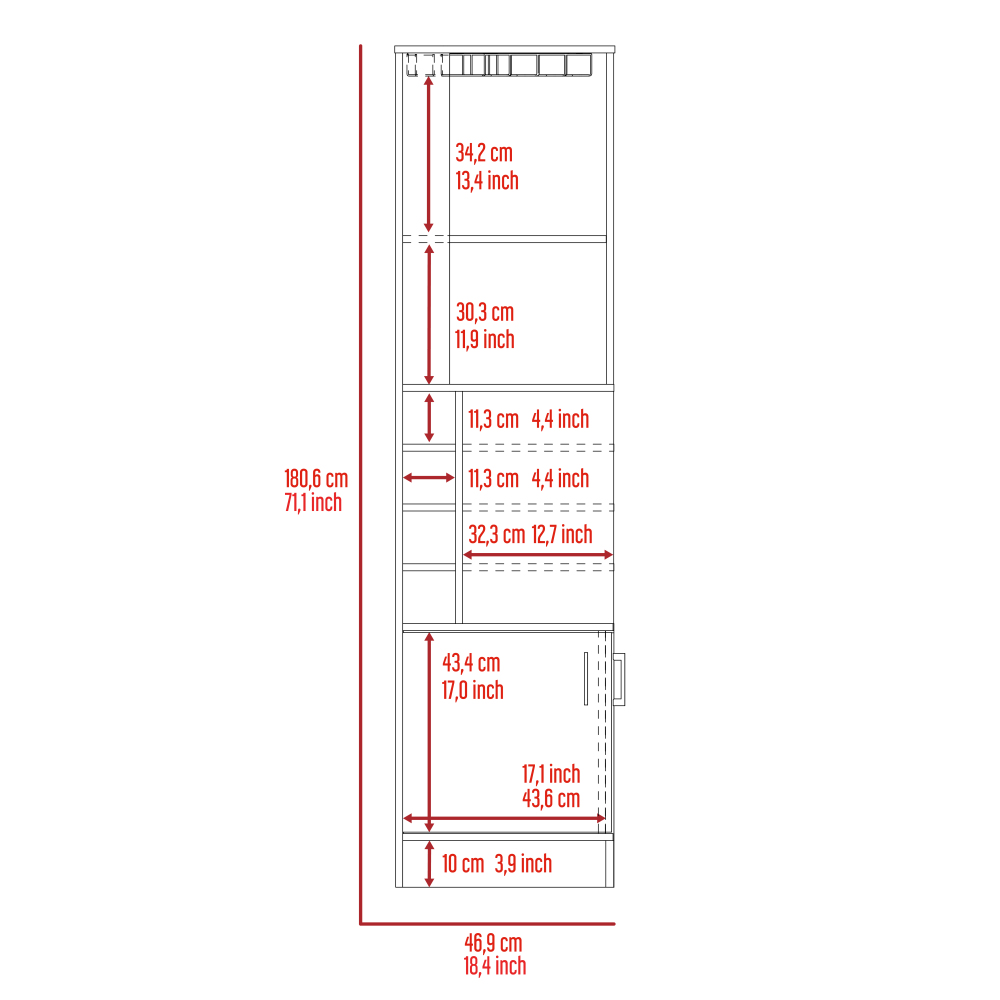 34,2 cm
13,4 inch
30,3 cm
11,9 inch
11,3 cm 4,4 inch
180,6 cm
71,1 inch
11,3 cm 4,4 inch
32,3 cm 12,7 inch
43,4 cm
17,0 inch
17,1 inch
43,6 cm
10 cm 3,9 inch
46,9 cm
18,4 inch